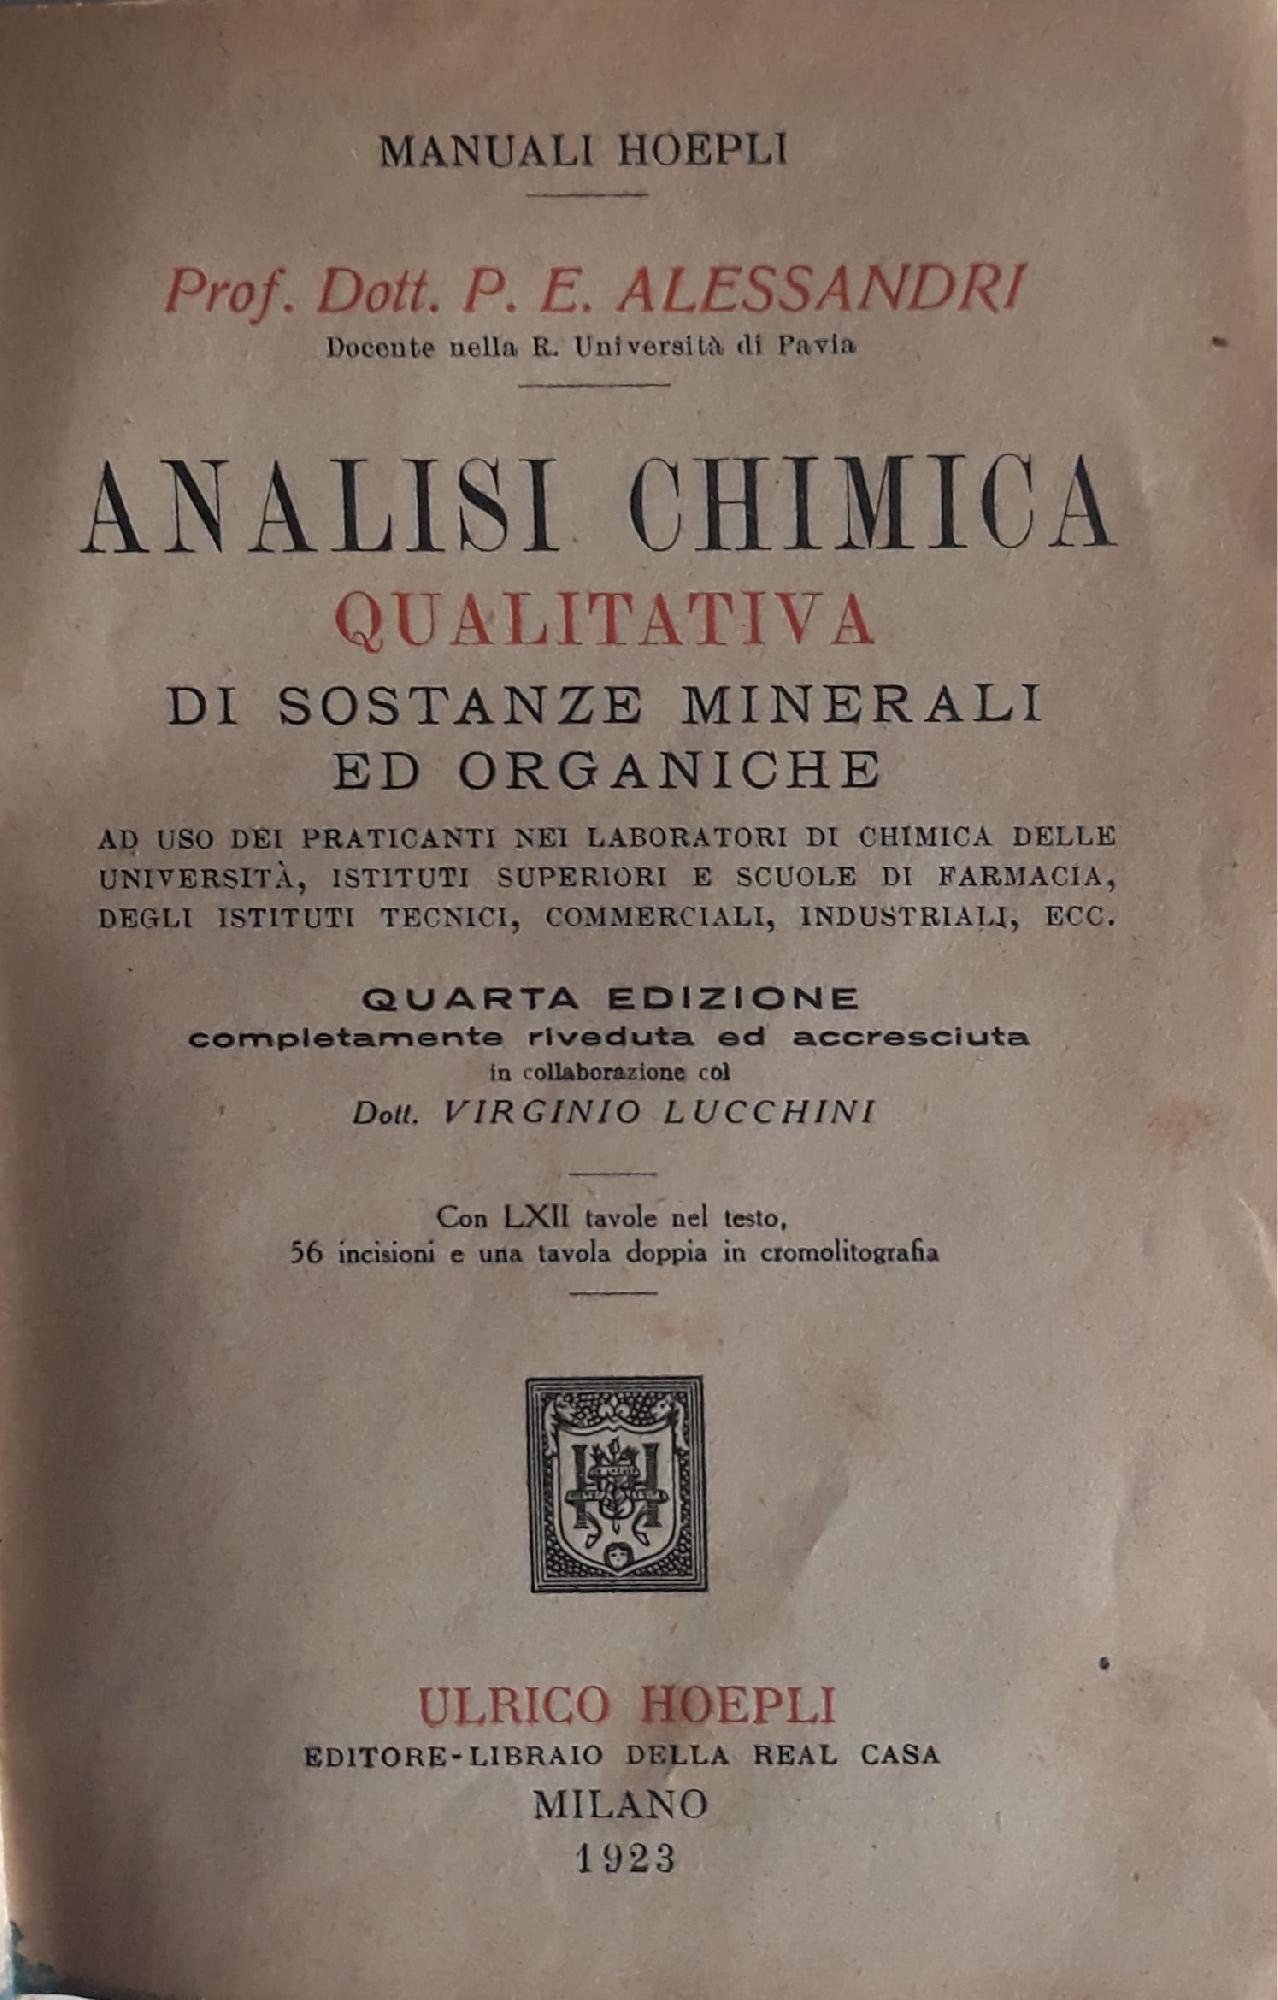 MANUALI HOEPLI
Prof. Dott. P. E. ALESSANDRI
Docente nella R. Università di Pavia
ANALISI CHIMICA
QUALITATIVA
DI SOSTANZE MINERALI
ED ORGANICHE
AD USO DEI PRATICANTI NEI LABORATORI DI CHIMICA DELLE
UNIVERSITÀ, ISTITUTI SUPERIORI E SCUOLE DI FARMACIA,
DEGLI ISTITUTI TECNICI, COMMERCIALI, INDUSTRIALI, ECC.
QUARTA EDIZIONE
completamente riveduta ed accresciuta
in collaborazione col
Dott. VIRGINIO LUCCHINI
Con LXII tavole nel testo,
56 incisioni e una tavola doppia in cromolitografia
ULRICO HOEPLI
EDITORE-LIBRAIO DELLA REAL CASA
MILANO
1923